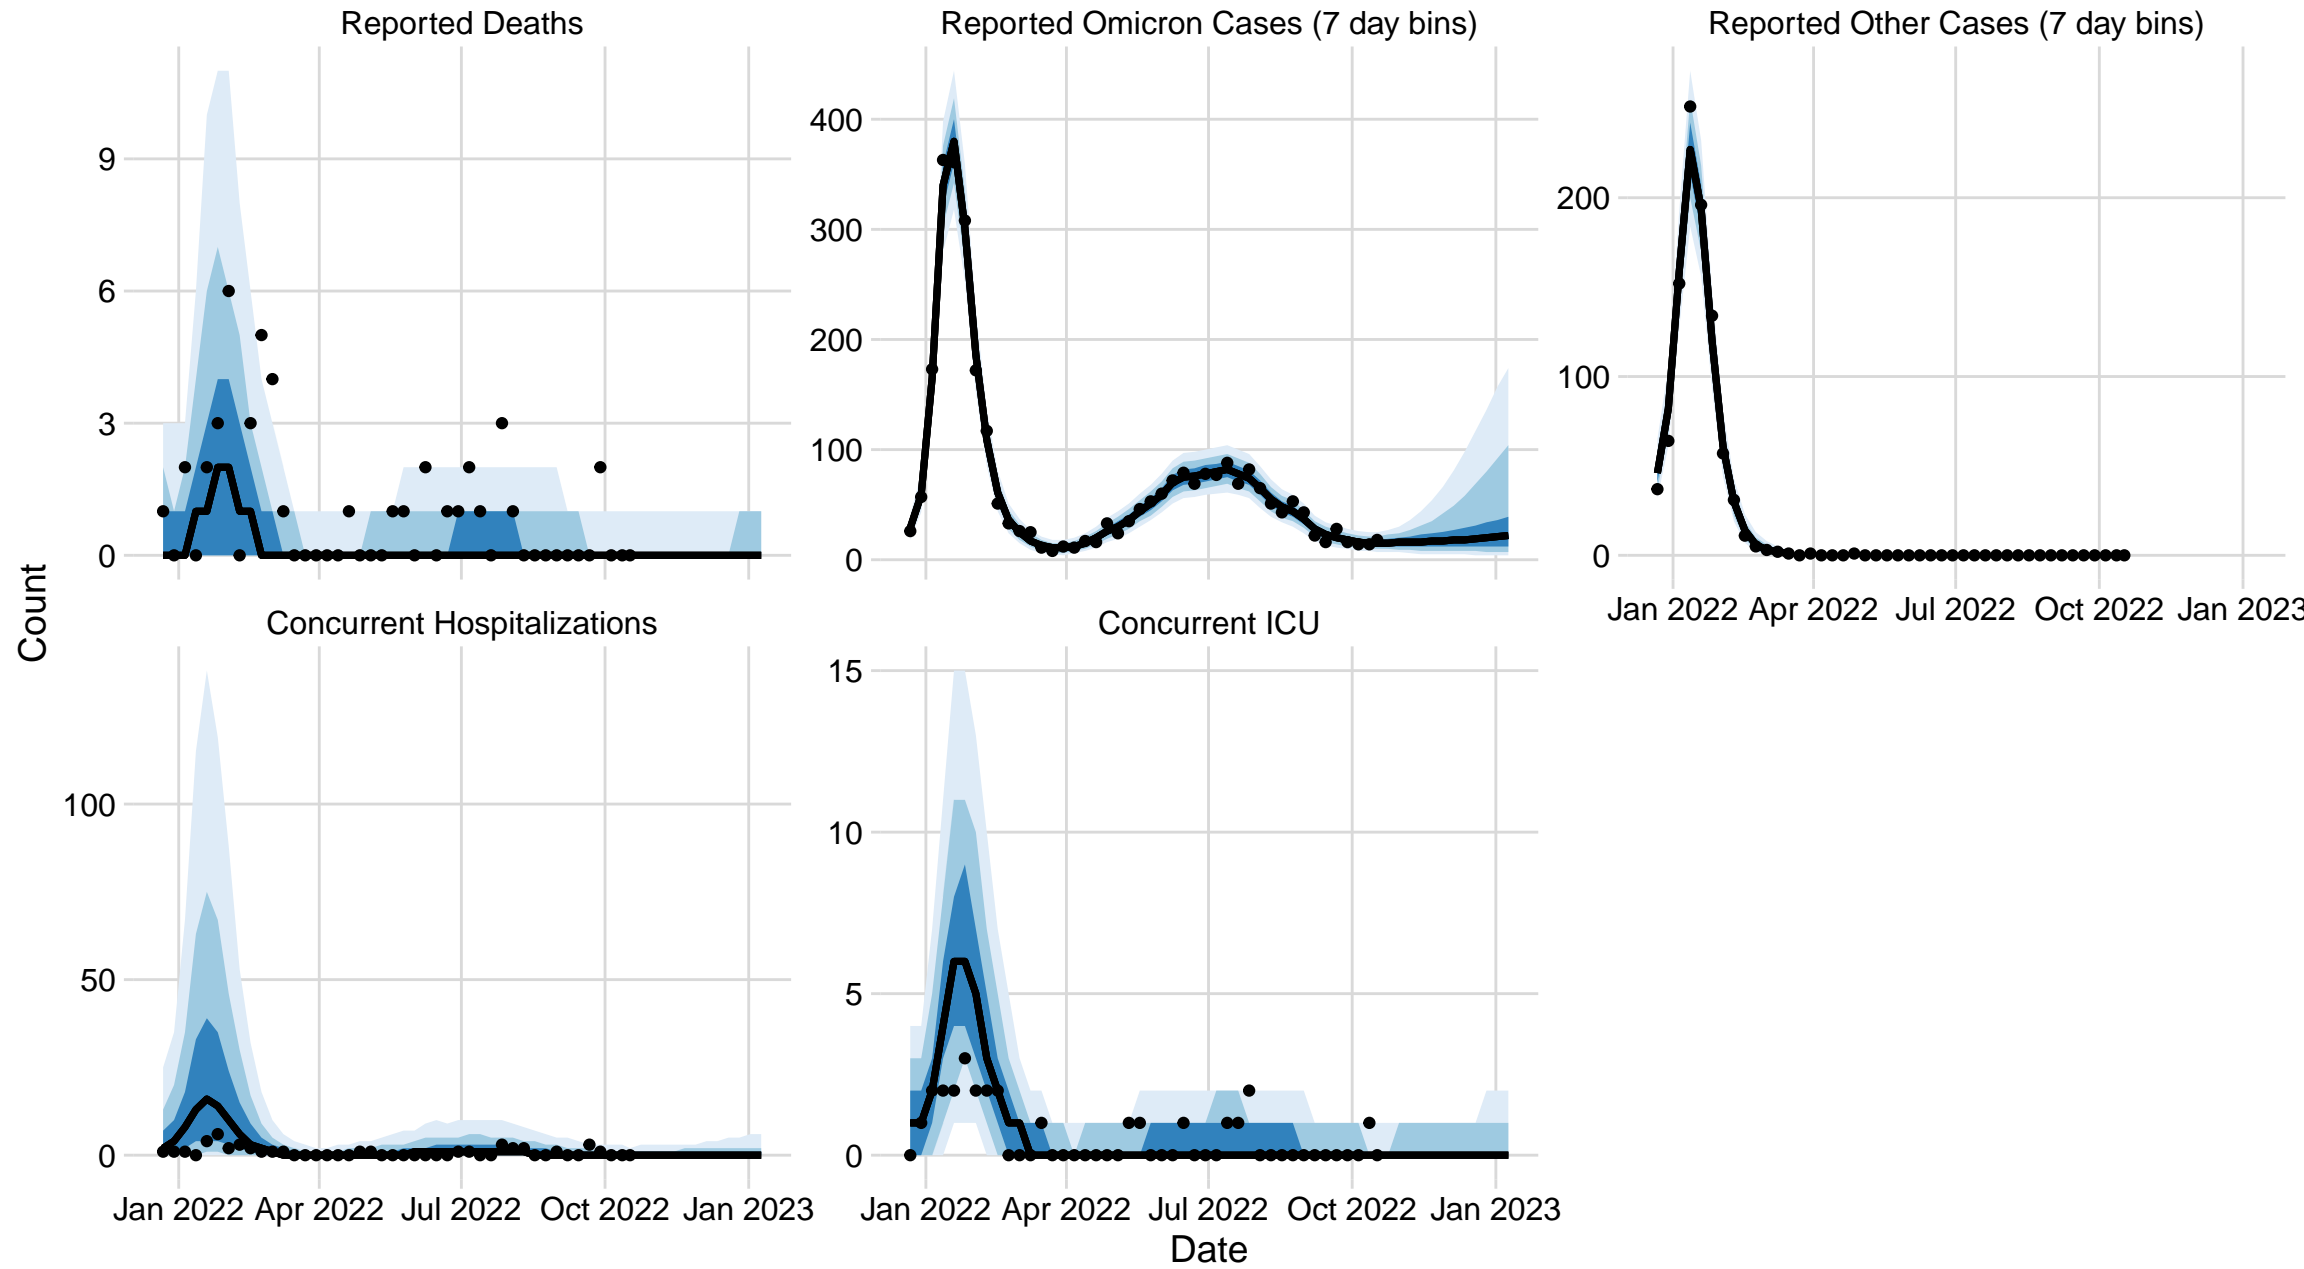 Reported Deaths
Reported Omicron Cases (7 day bins)
Reported Other Cases (7 day bins)
9
6
3
0
400
300
200
100
0
200
100
0
Jan 2022 Apr 2022 Jul 2022 Oct 2022 Jan 2023
Count
Concurrent Hospitalizations
Concurrent ICU
100
50
0
15
10
5
0
Jan 2022 Apr 2022 Jul 2022 Oct 2022 Jan 2023
Jan 2022 Apr 2022 Jul 2022 Oct 2022 Jan 2023
Date